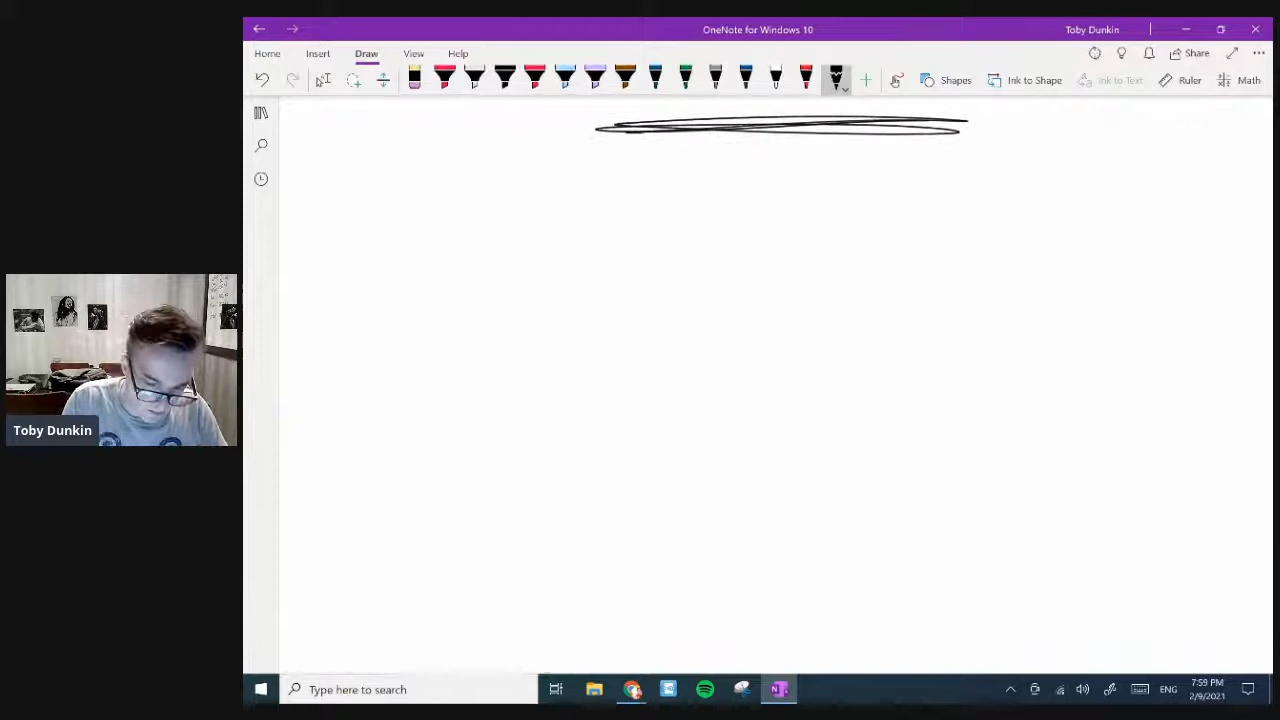 OneNote for Windows 10
Toby Dunkin
Home Insert Draw View Help
Share
Shapes Ink to Shape Ink to Text Ruler Math
Toby Dunkin
Type here to search
ENG
7:59 PM
2/9/2021